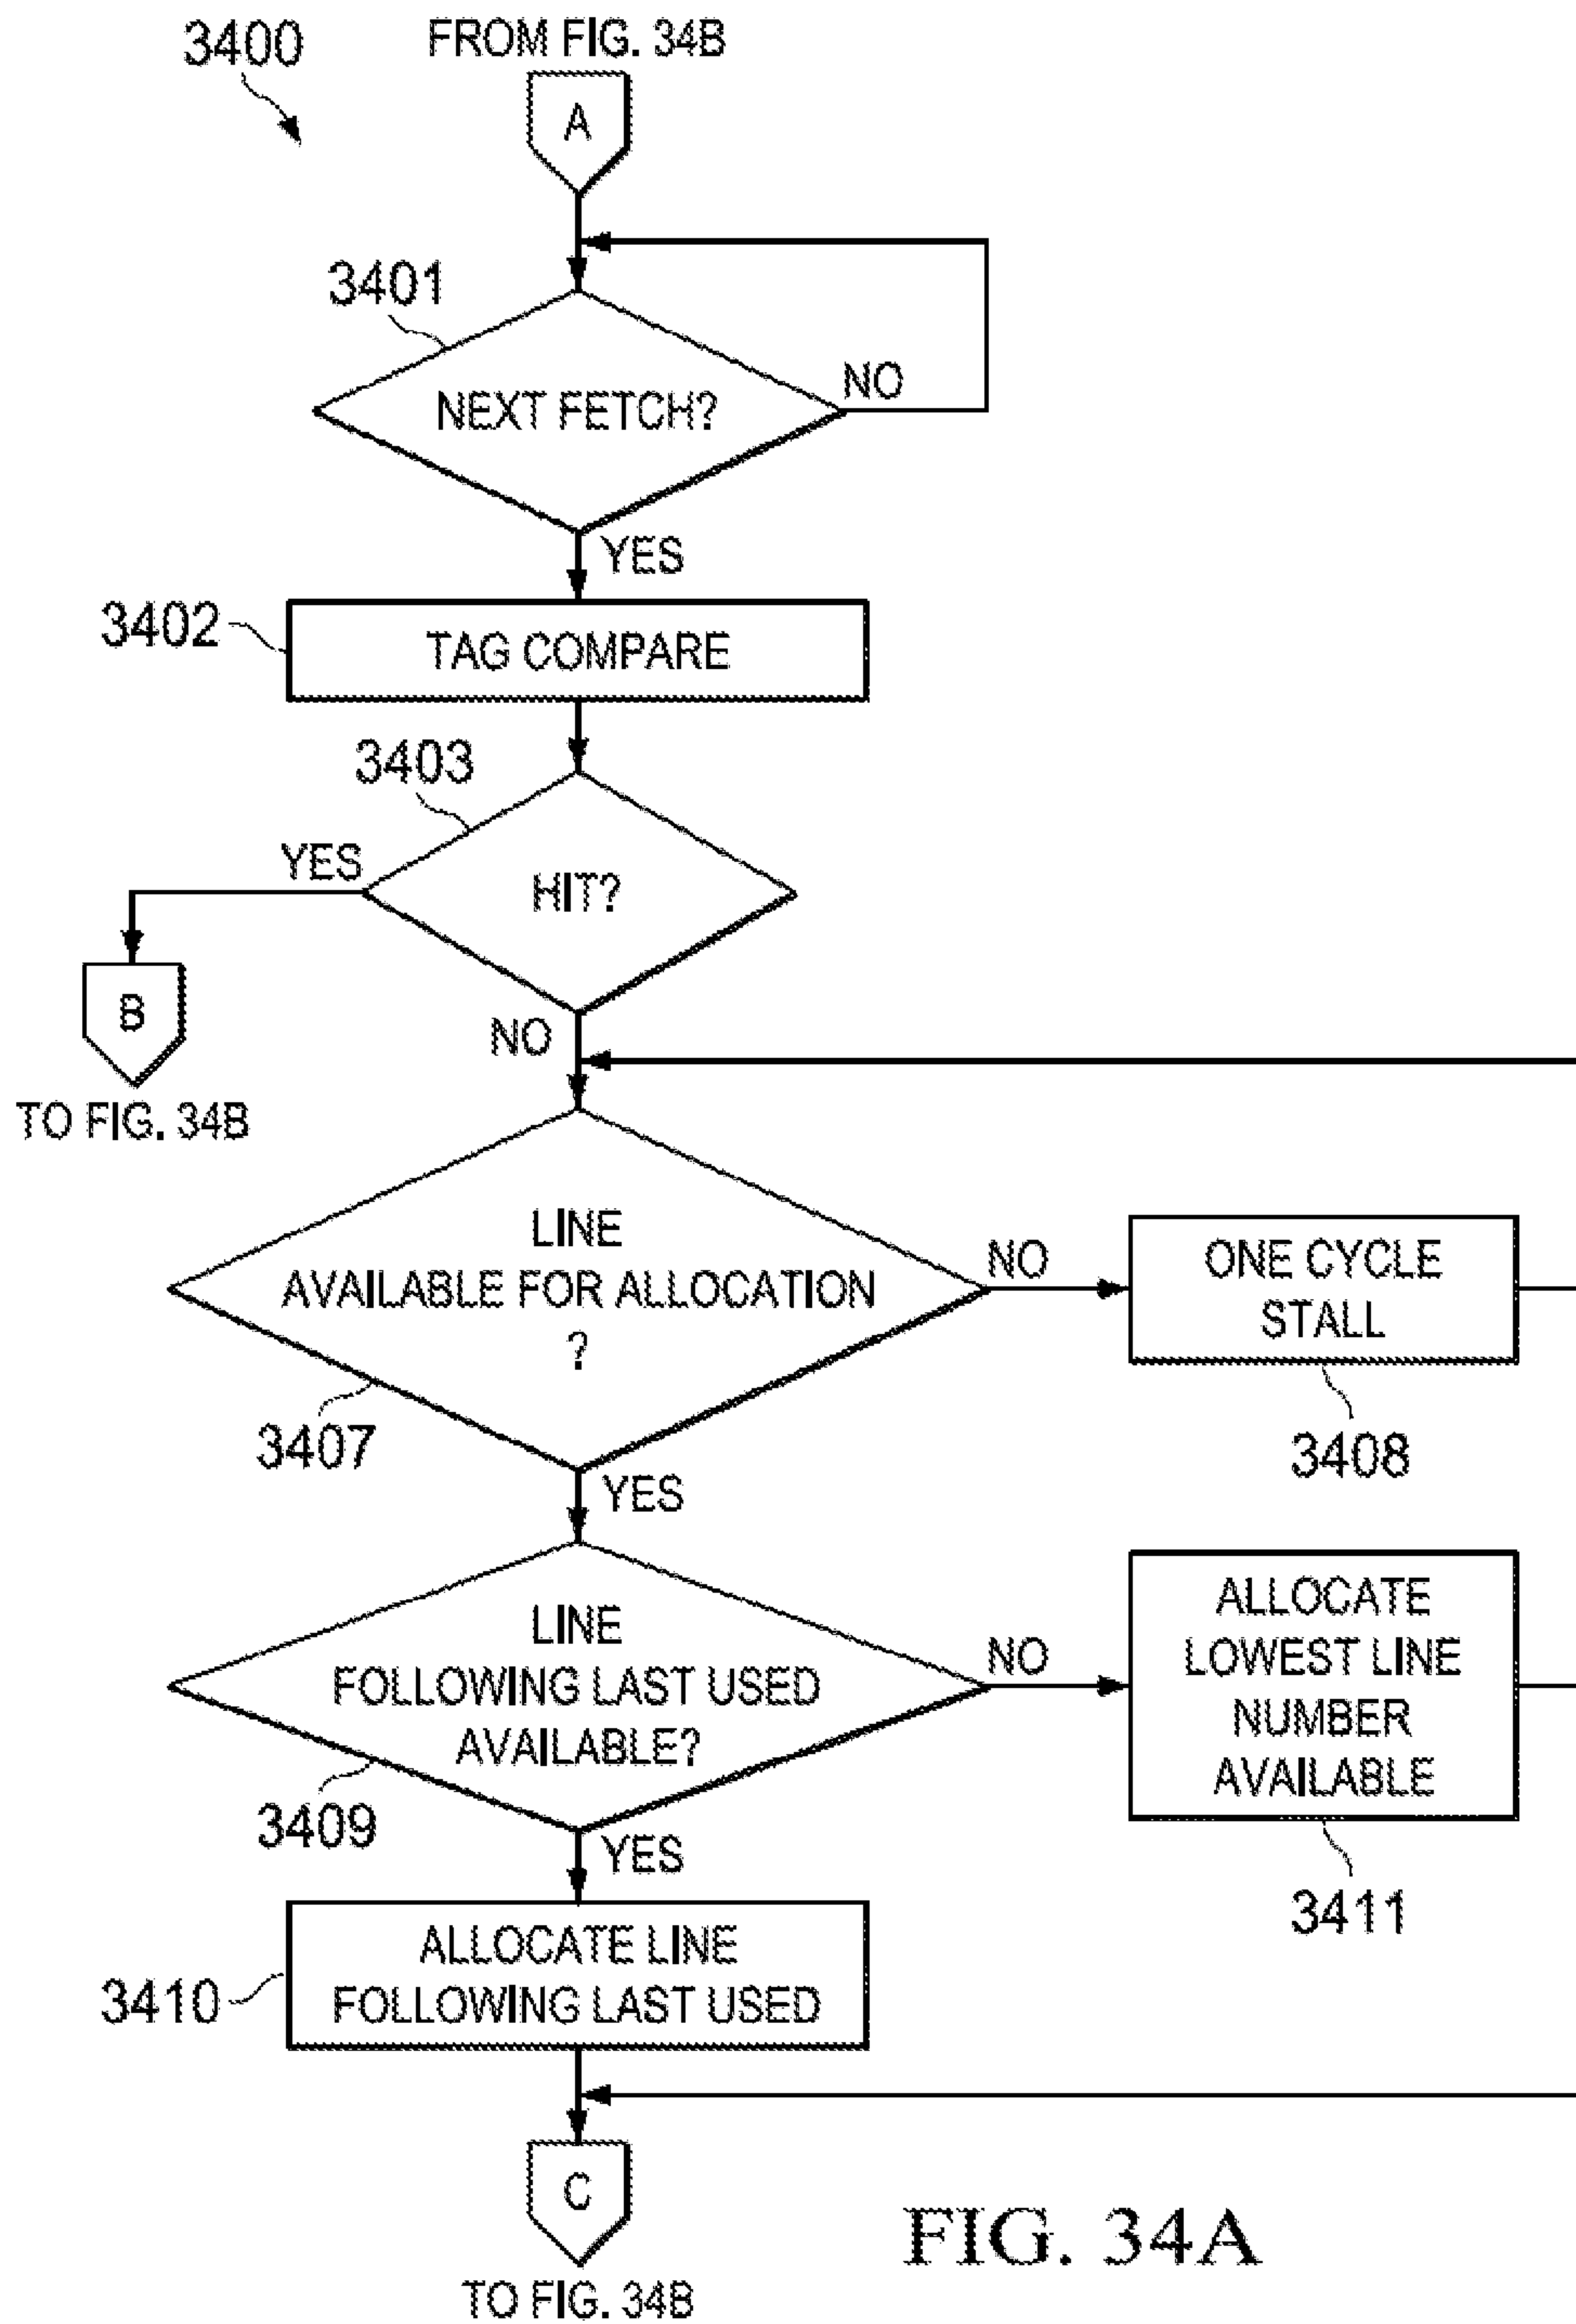 3400
FROM FIG. 34B
A
3401
NEXT FETCH?
NO
YES
3402
TAG COMPARE
3403
YES
HIT?
B
NO
TO FIG. 34B
LINE
AVAILABLE FOR ALLOCATION
?
NO
ONE CYCLE
STALL
3407
3408
YES
LINE
FOLLOWING LAST USED
AVAILABLE?
NO
ALLOCATE
LOWEST LINE
NUMBER
AVAILABLE
3409
3411
YES
3410
ALLOCATE LINE
FOLLOWING LAST USED
C
TO FIG. 34B
FIG. 34A